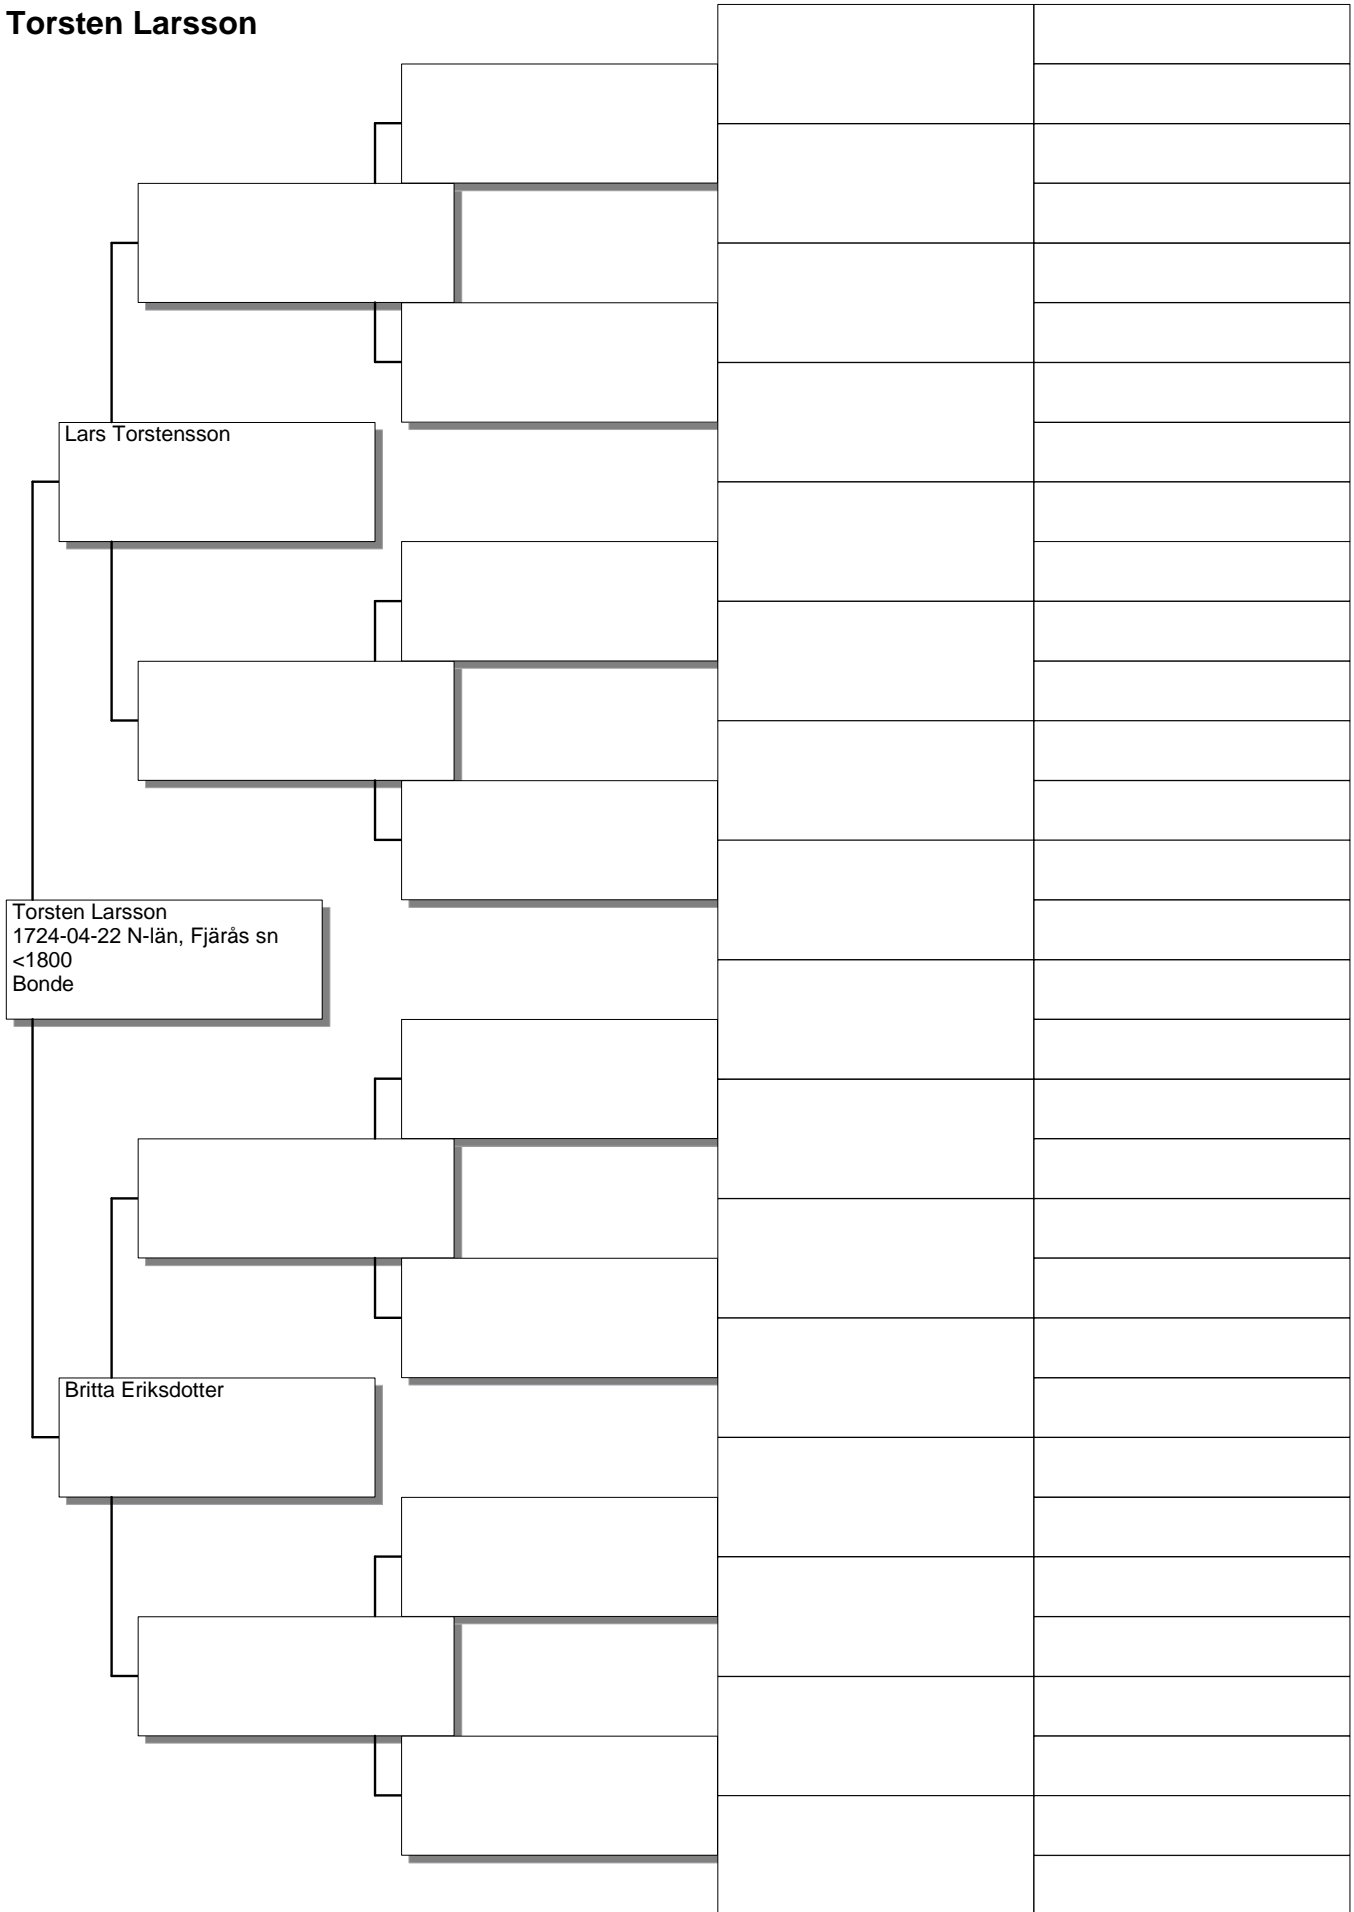 Torsten Larsson
Lars Torstensson
Torsten Larsson
1724-04-22 N-län, Fjärås sn
<1800
Bonde
Britta Eriksdotter